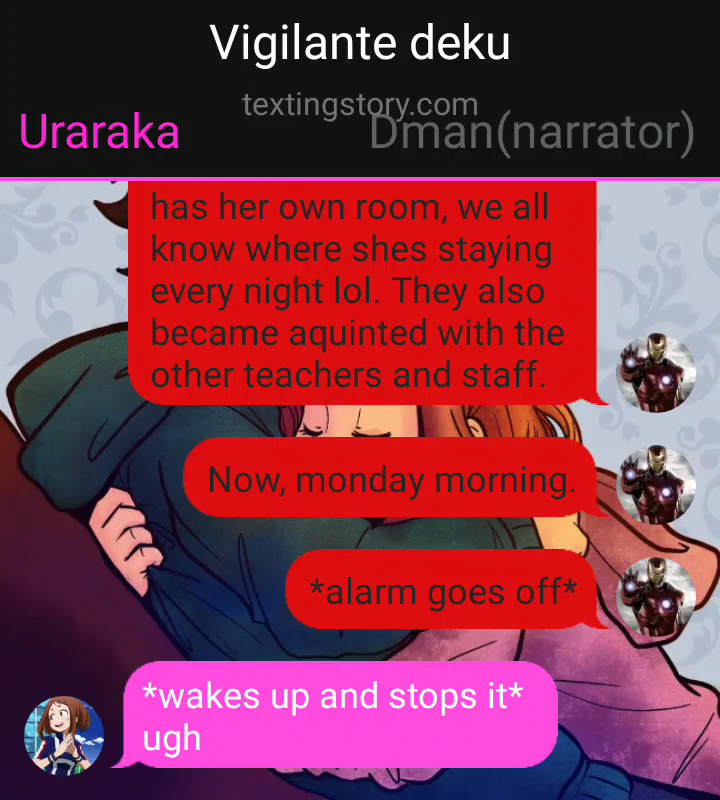 Vigilante deku
textingstory.com
Uraraka
Dman(narrator)
has her own room, we all
know where shes staying
every night lol. They also
became aquinted with the
other teachers and staff.
Now, monday morning.
*alarm goes off*
*wakes up and stops it*
ugh